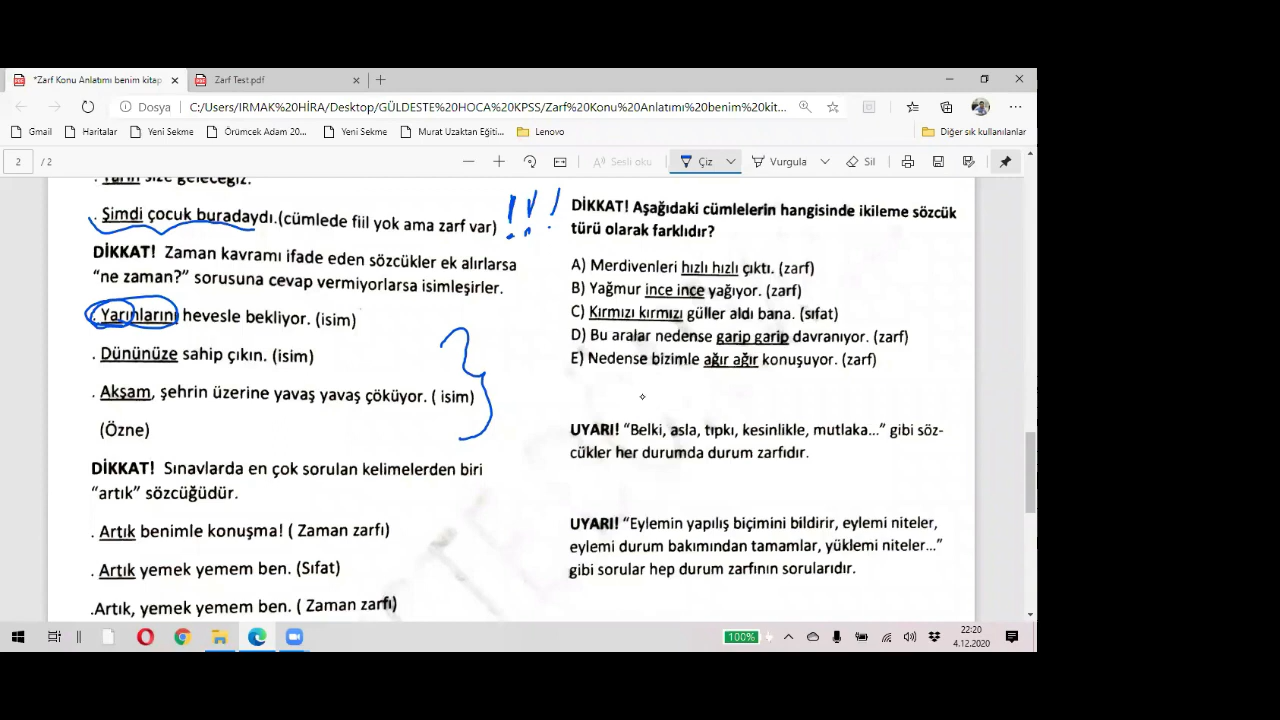 *Zarf Konu Anlatımı benim kitap
Zarf Test.pdf
Dosya
C:/Users/IRMAK%20HİRA/Desktop/GÜLDESTE%20HOCA%20KPSS/Zarf%20Konu%20Anlatımı%20benim%20kit...
Gmail
Haritalar
Yeni Sekme
Örümcek Adam 20...
Yeni Sekme
Murat Uzaktan Eğiti...
Lenovo
Diğer sık kullanılanlar
2 / 2
Sesli oku
Çiz
Vurgula
Sil
. Yarın size geleceğiz.
. Şimdi çocuk buradaydı.(cümlede fiil yok ama zarf var) !!!
DİKKAT! Zaman kavramı ifade eden sözcükler ek alırlarsa
“ne zaman?” sorusuna cevap vermiyorlarsa isimleşirler.
. Yarınlarını hevesle bekliyor. (isim)
. Dününüze sahip çıkın. (isim)
. Akşam, şehrin üzerine yavaş yavaş çöküyor. ( isim)
(Özne)
DİKKAT! Sınavlarda en çok sorulan kelimelerden biri
“artık” sözcüğüdür.
. Artık benimle konuşma! ( Zaman zarfı)
. Artık yemek yemem ben. (Sıfat)
.Artık, yemek yemem ben. ( Zaman zarfı)
DİKKAT! Aşağıdaki cümlelerin hangisinde ikileme sözcük
türü olarak farklıdır?
A) Merdivenleri hızlı hızlı çıktı. (zarf)
B) Yağmur ince ince yağıyor. (zarf)
C) Kırmızı kırmızı güller aldı bana. (sıfat)
D) Bu aralar nedense garip garip davranıyor. (zarf)
E) Nedense bizimle ağır ağır konuşuyor. (zarf)
UYARI! “Belki, asla, tıpkı, kesinlikle, mutlaka...” gibi söz-
cükler her durumda durum zarfıdır.
UYARI! “Eylemin yapılış biçimini bildirir, eylemi niteler,
eylemi durum bakımından tamamlar, yüklemi niteler...”
gibi sorular hep durum zarfının sorularıdır.
100%
22:20
4.12.2020